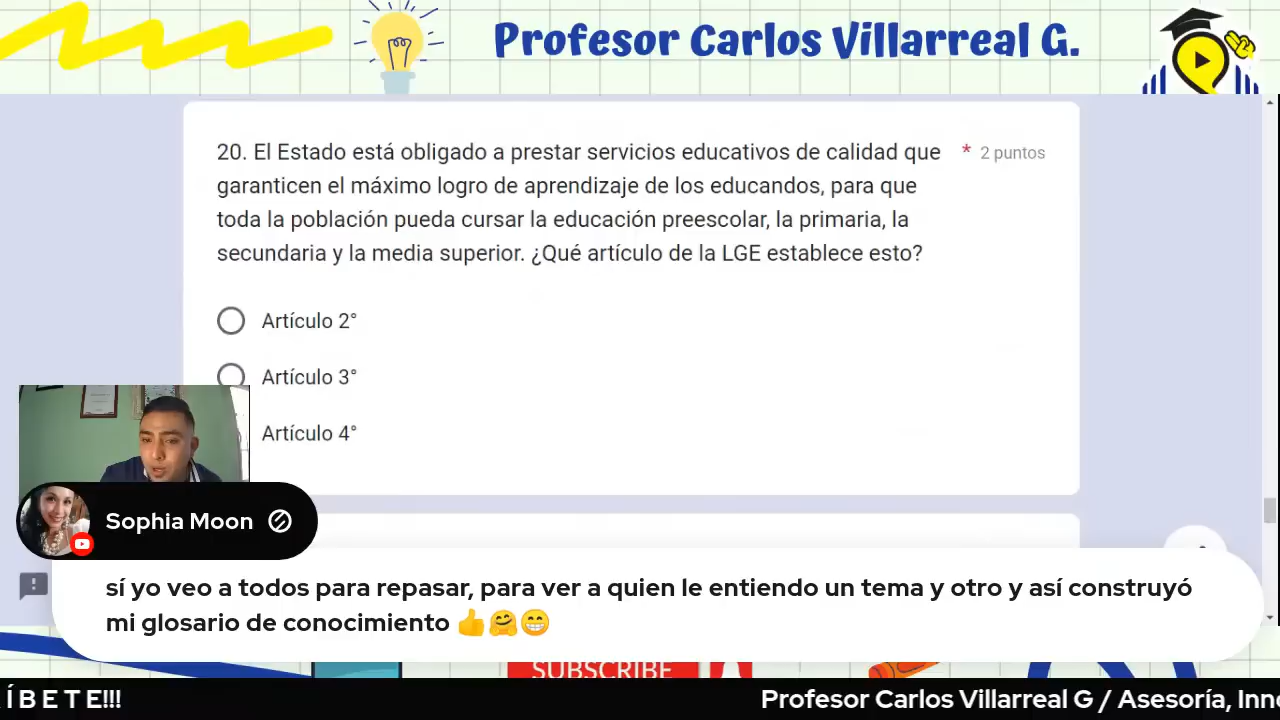 Profesor Carlos Villarreal G.
20. El Estado está obligado a prestar servicios educativos de calidad que
* 2 puntos
garanticen el máximo logro de aprendizaje de los educandos, para que
toda la población pueda cursar la educación preescolar, la primaria, la
secundaria y la media superior. ¿Qué artículo de la LGE establece esto?
Artículo 2°
Artículo 3°
Artículo 4°
Sophia Moon
sí yo veo a todos para repasar, para ver a quien le entiendo un tema y otro y así construyó
mi glosario de conocimiento 👍🤗😁
SUBSCRIBE
ÍBETE!!!
Profesor Carlos Villarreal G / Asesoría, Inno